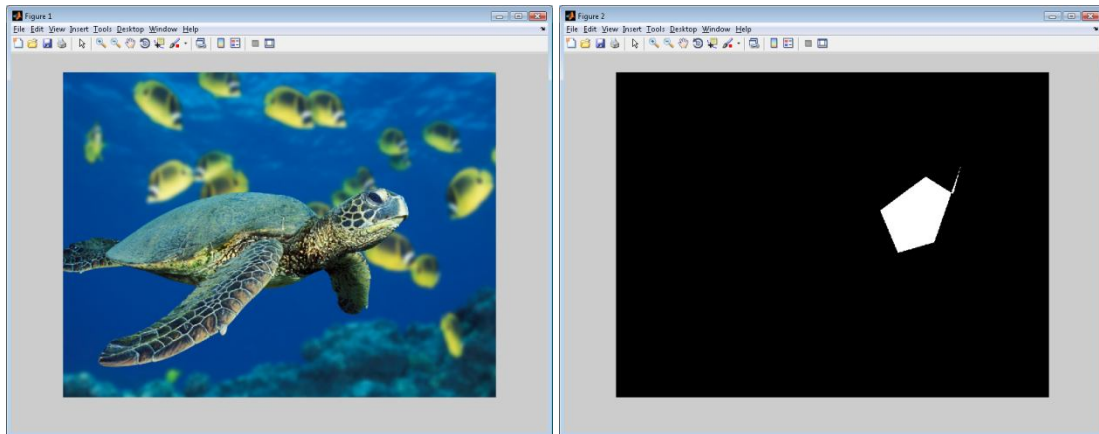 Figure 1
File Edit View Insert Tools Desktop Window Help
Figure 2
File Edit View Insert Tools Desktop Window Help